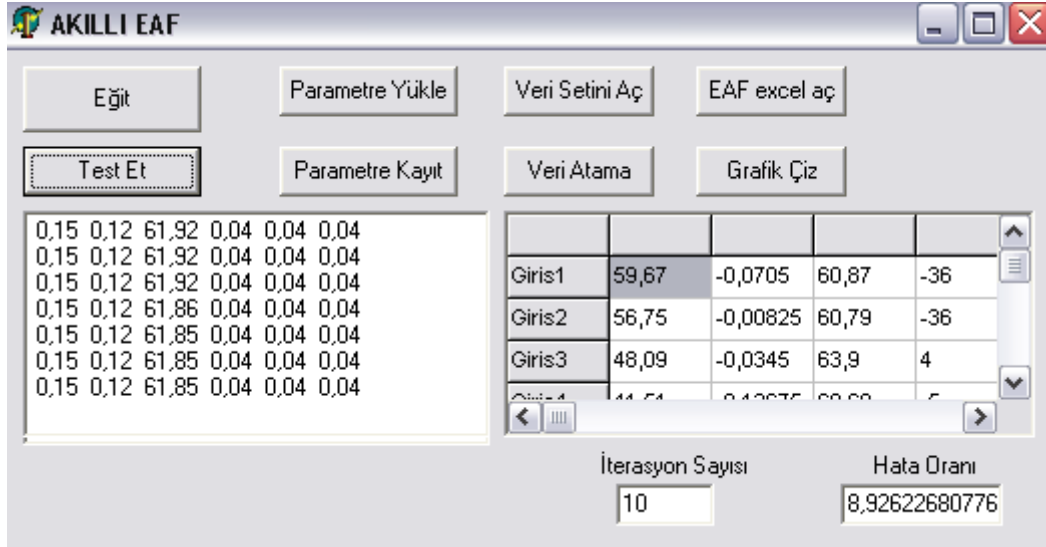 AKILLI EAF
Eğit
Parametre Yükle
Veri Setini Aç
EAF excel aç
Test Et
Parametre Kayıt
Veri Atama
Grafik Çiz
0,15 0,12 61,92 0,04 0,04 0,04
0,15 0,12 61,92 0,04 0,04 0,04
0,15 0,12 61,92 0,04 0,04 0,04
0,15 0,12 61,86 0,04 0,04 0,04
0,15 0,12 61,85 0,04 0,04 0,04
0,15 0,12 61,85 0,04 0,04 0,04
0,15 0,12 61,85 0,04 0,04 0,04
Giris1 59,67 -0,0705 60,87 -36
Giris2 56,75 -0,00825 60,79 -36
Giris3 48,09 -0,0345 63,9 4
İterasyon Sayısı
10
Hata Oranı
8,92622680776